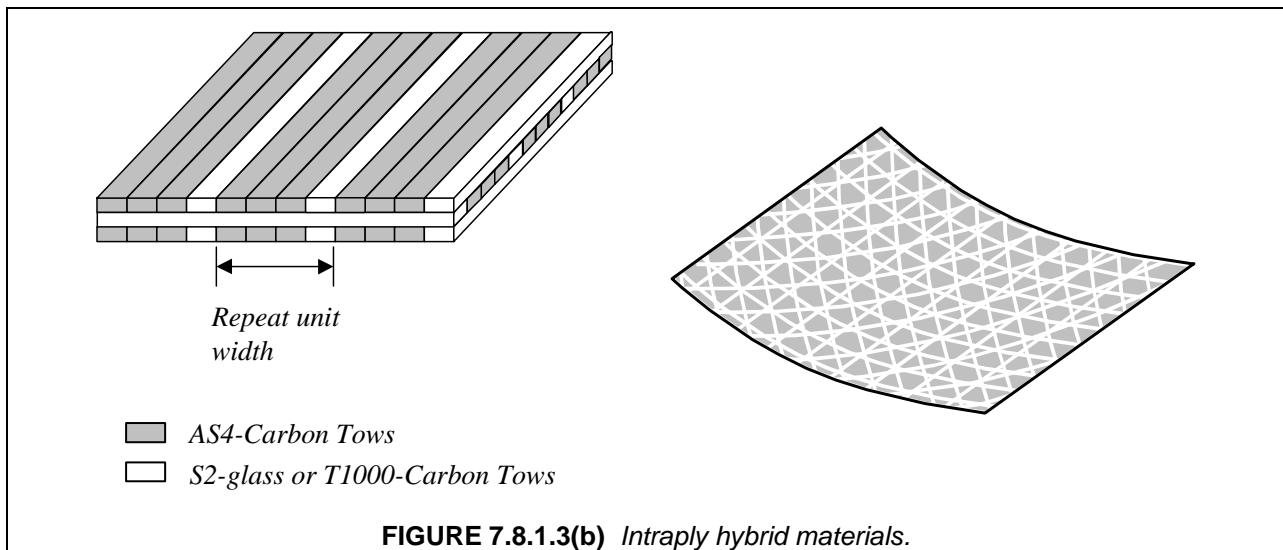 Repeat unit
width
AS4-Carbon Tows
S2-glass or T1000-Carbon Tows
FIGURE 7.8.1.3(b) Intraply hybrid materials.